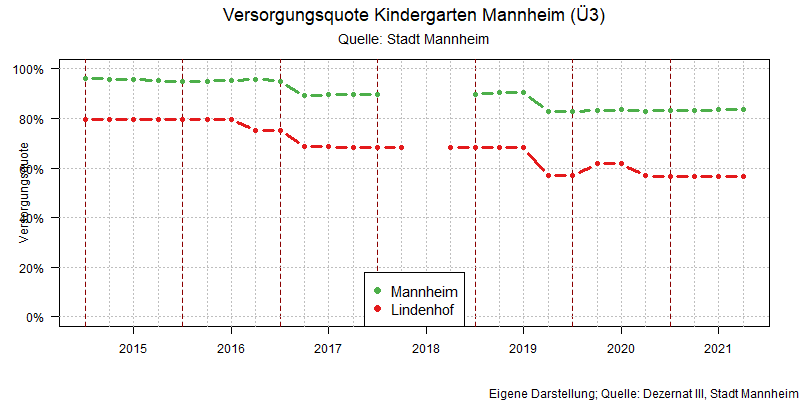 Versorgungsquote Kindergarten Mannheim (Ü3)
Quelle: Stadt Mannheim
Versorgungsquote
100%
80%
60%
40%
20%
0%
Mannheim
Lindenhof
2015 2016 2017 2018 2019 2020 2021
Eigene Darstellung; Quelle: Dezernat III, Stadt Mannheim